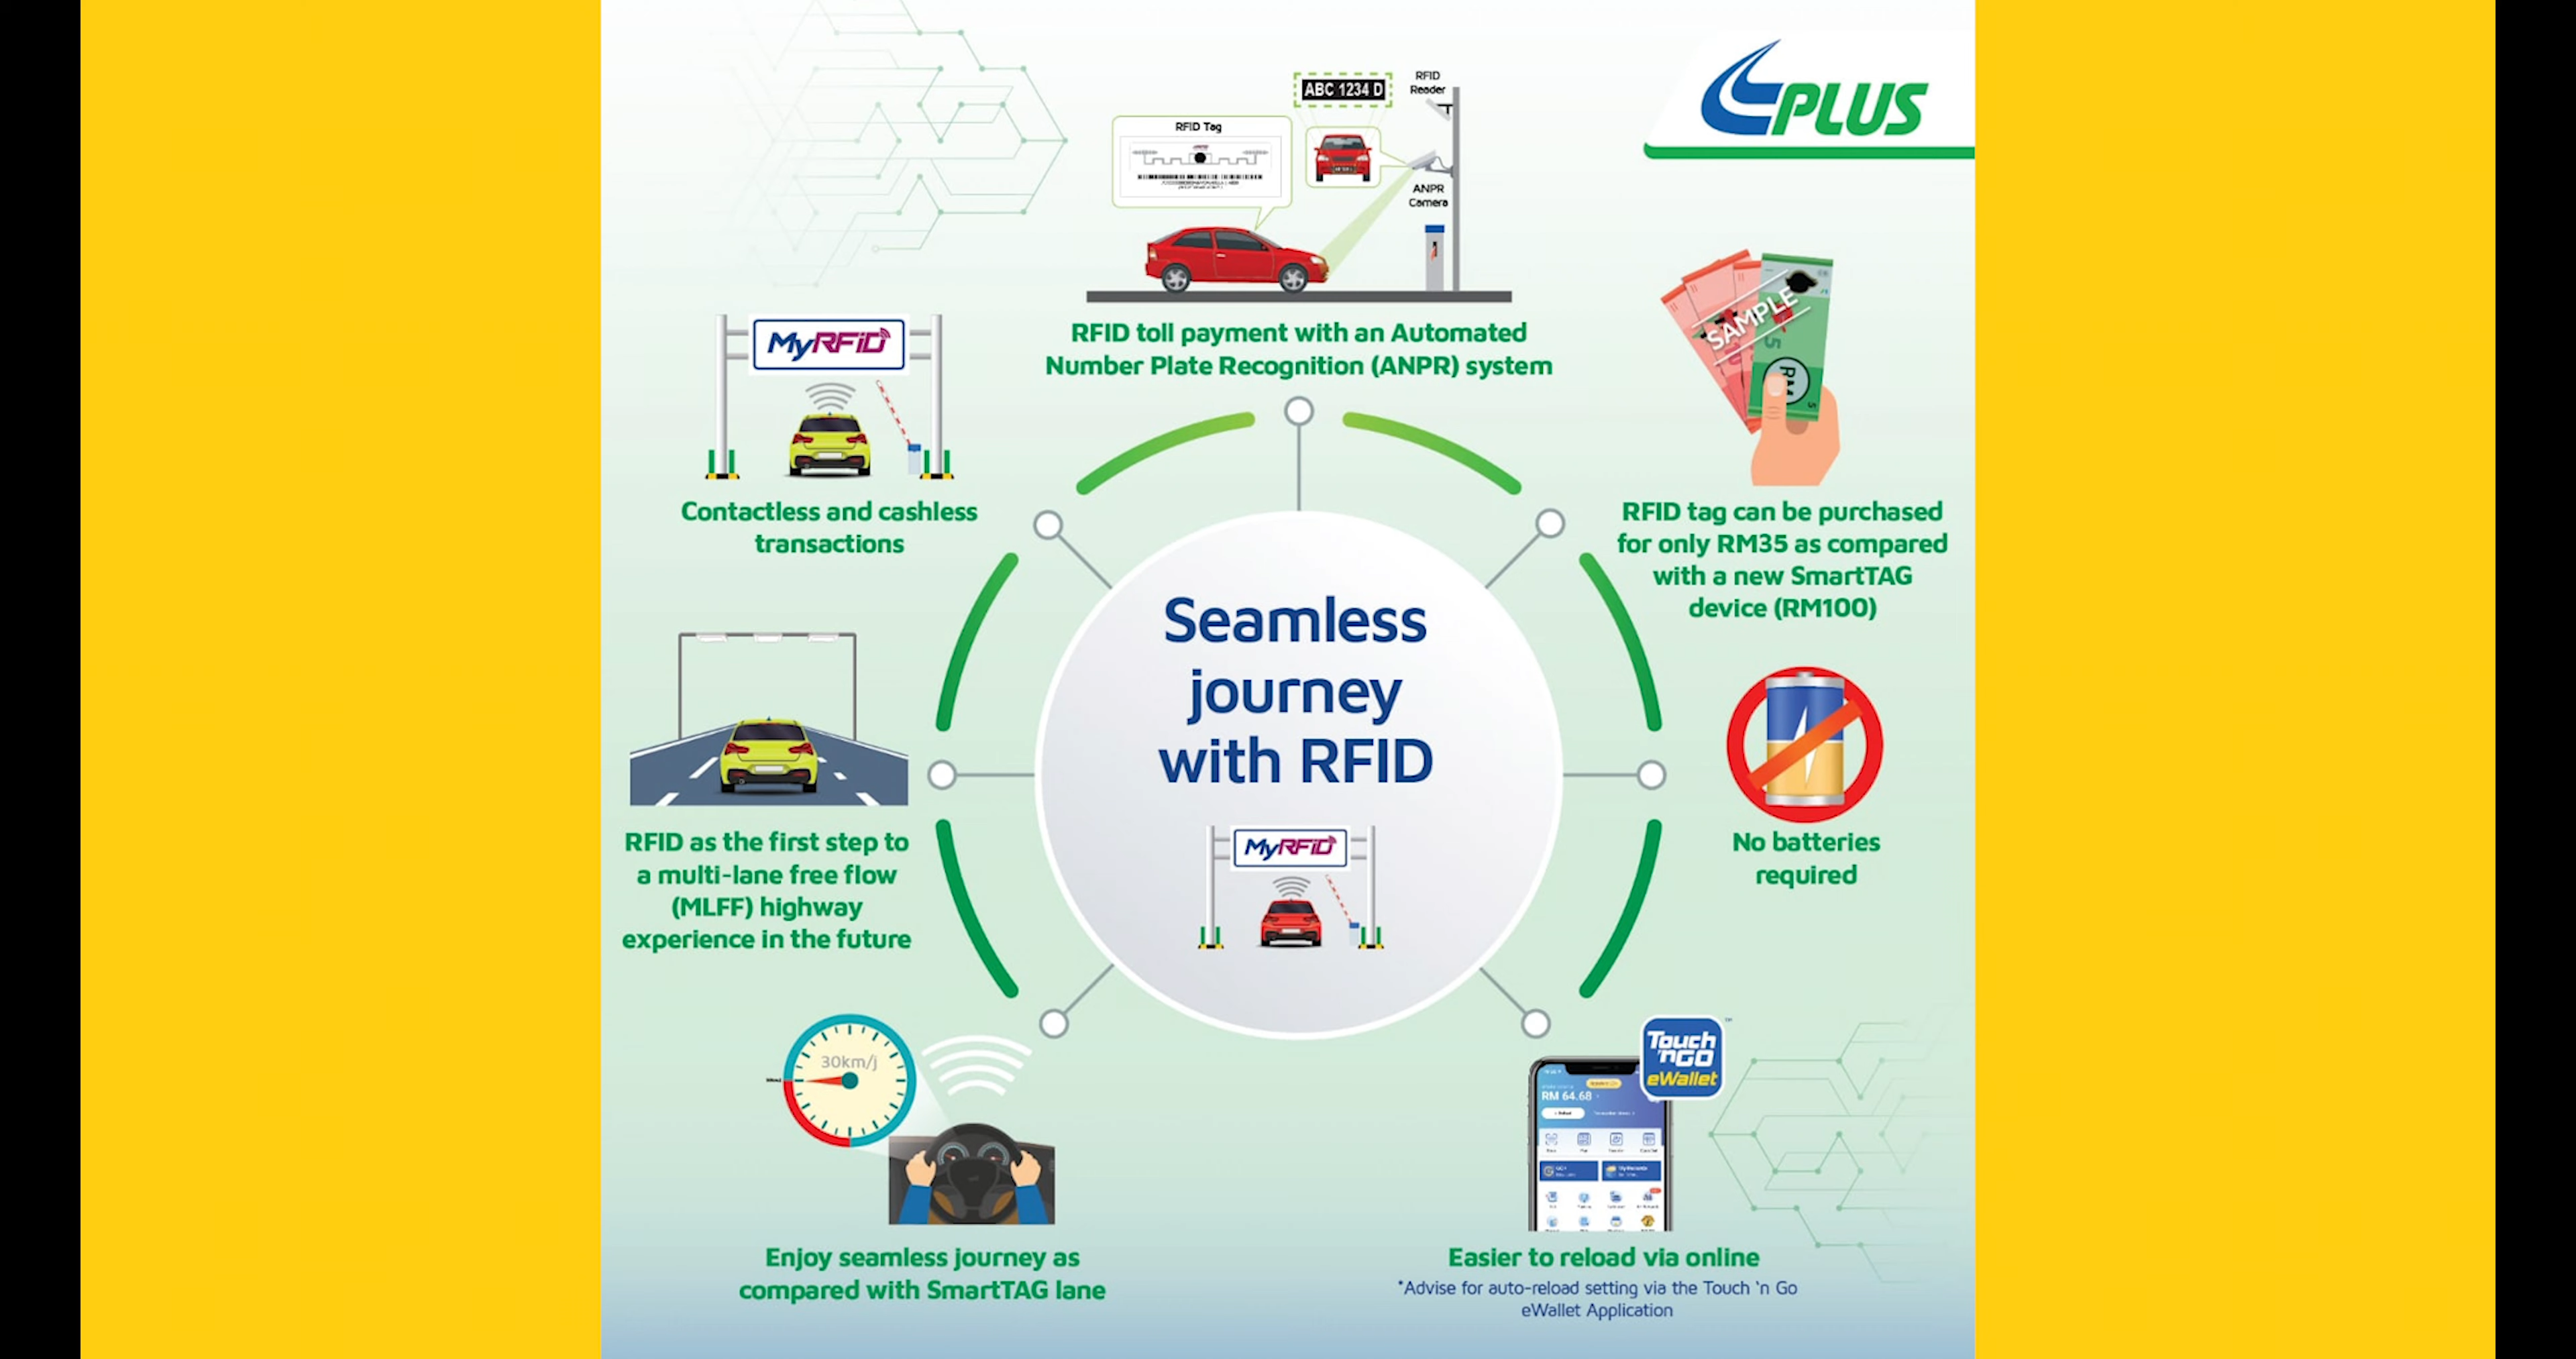 PLUS
ABC 1234 D
RFID
Reader
RFID Tag
ANPR
Camera
RFID toll payment with an Automated
Number Plate Recognition (ANPR) system
MyRFiD
Contactless and cashless
transactions
SAMPLE
5
RM
RFID tag can be purchased
for only RM35 as compared
with a new SmartTAG
device (RM100)
Seamless
journey
with RFID
MyRFiD
RFID as the first step to
a multi-lane free flow
(MLFF) highway
experience in the future
No batteries
required
30km/j
Enjoy seamless journey as
compared with SmartTAG lane
Touch
'nGO
eWallet
RM 64.68
Easier to reload via online
*Advise for auto-reload setting via the Touch 'n Go
eWallet Application